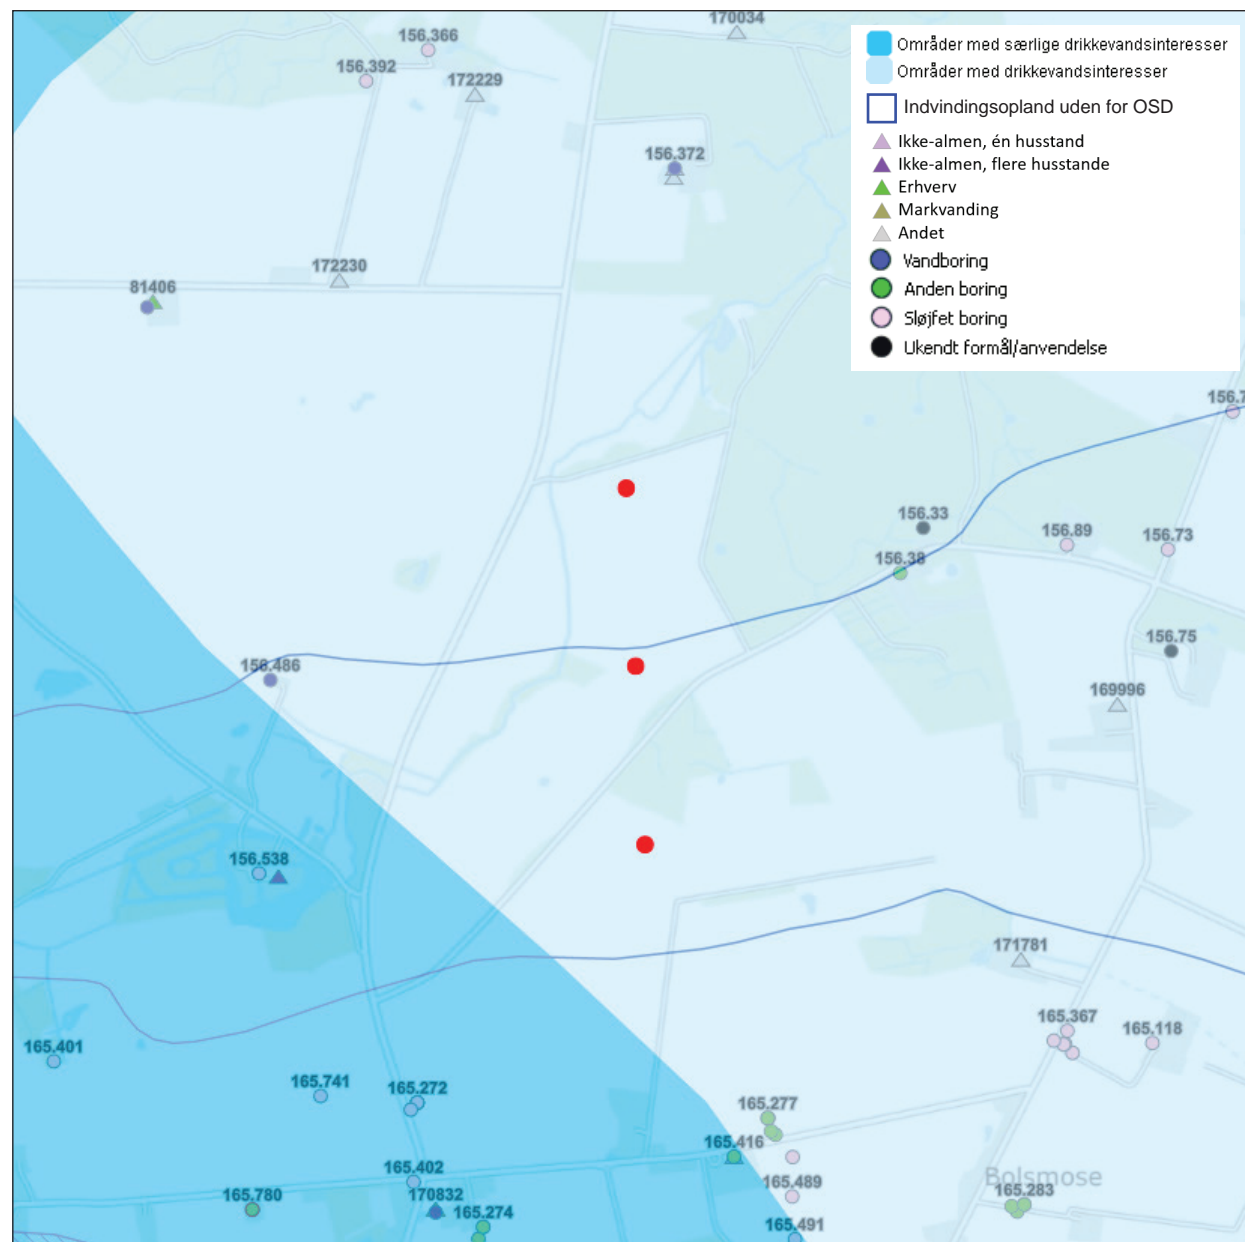 170034
156.366
156.392
172229
Områder med særlige drikkevandsinteresser
Områder med drikkevandsinteresser
Indvindingsopland uden for OSD
Ikke-almen, én husstand
Ikke-almen, flere husstande
Erhverv
Markvanding
Andet
Vandboring
Anden boring
Sløjfet boring
Ukendt formål/anvendelse
156.372
172230
81406
156.7
156.33
156.89
156.73
156.38
156.75
156.486
169996
156.538
171781
165.367
165.118
165.401
165.741
165.272
165.277
165.416
165.402
165.489
Bolsmose
165.780
170832
165.283
165.274
165.491